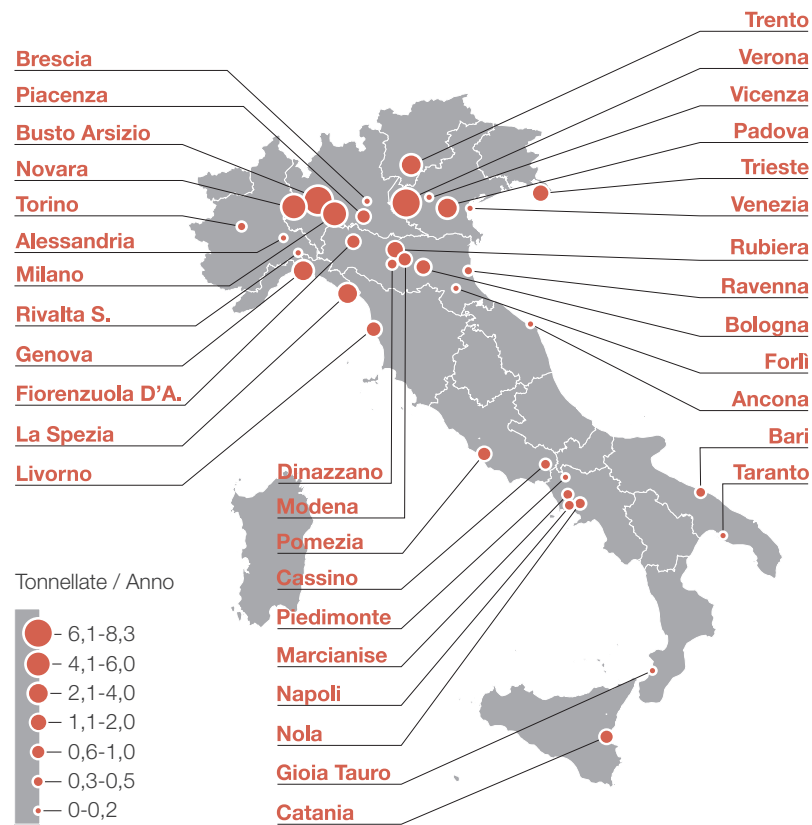 Brescia
Piacenza
Busto Arsizio
Novara
Torino
Alessandria
Milano
Rivalta S.
Genova
Fiorenzuola D'A.
La Spezia
Livorno
Trento
Verona
Vicenza
Padova
Trieste
Venezia
Rubiera
Ravenna
Bologna
Forlì
Ancona
Bari
Taranto
Dinazzano
Modena
Pomezia
Cassino
Piedimonte
Marcianise
Napoli
Nola
Gioia Tauro
Catania
Tonnellate / Anno
6,1-8,3
4,1-6,0
2,1-4,0
1,1-2,0
0,6-1,0
0,3-0,5
0-0,2